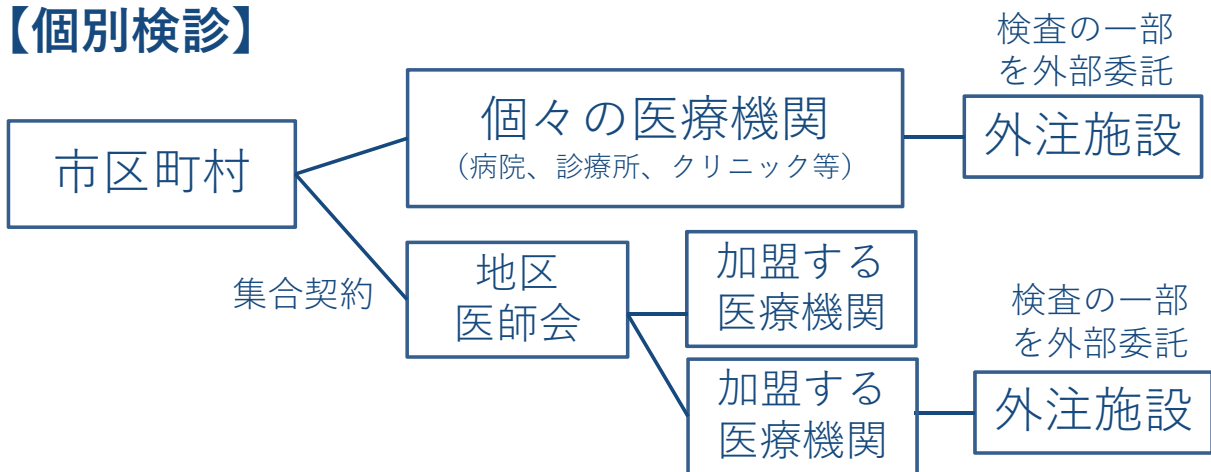 【個別検診】
検査の一部
を外部委託
市区町村
個々の医療機関
（病院、診療所、クリニック等）
外注施設
集合契約
地区
医師会
加盟する
医療機関
加盟する
医療機関
検査の一部
を外部委託
外注施設